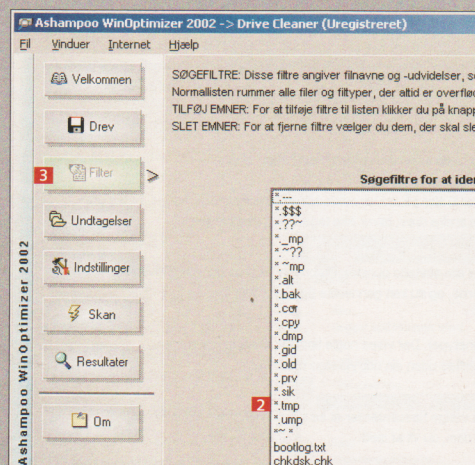 Ashampoo WinOptimizer 2002 -> Drive Cleaner (Uregistreret)
Fil Vinduer Internet Hjælp
Velkommen
Drev
3 Filter
Undtagelser
Indstillinger
Skan
Resultater
Om
Ashampoo WinOptimizer 2002
SØGEFILTRE: Disse filtre angiver filnavne og -udvidelser, s
Normallisten rummer alle filer og filtyper, der altid er overflø
TILFØJ EMNER: For at tilføje filtre til listen klikker du på knap
SLET EMNER: For at fjerne filtre vælger du dem, der skal sle
Søgefiltre for at ide
*.---
*.$$$
*.??~
*._mp
*.~??
*.~mp
*.alt
*.bak
*.cor
*.cpy
*.dmp
*.gid
*.old
*.prv
*.sik
2 *.tmp
*.ump
*~.*
bootlog.txt
chkdsk.chk